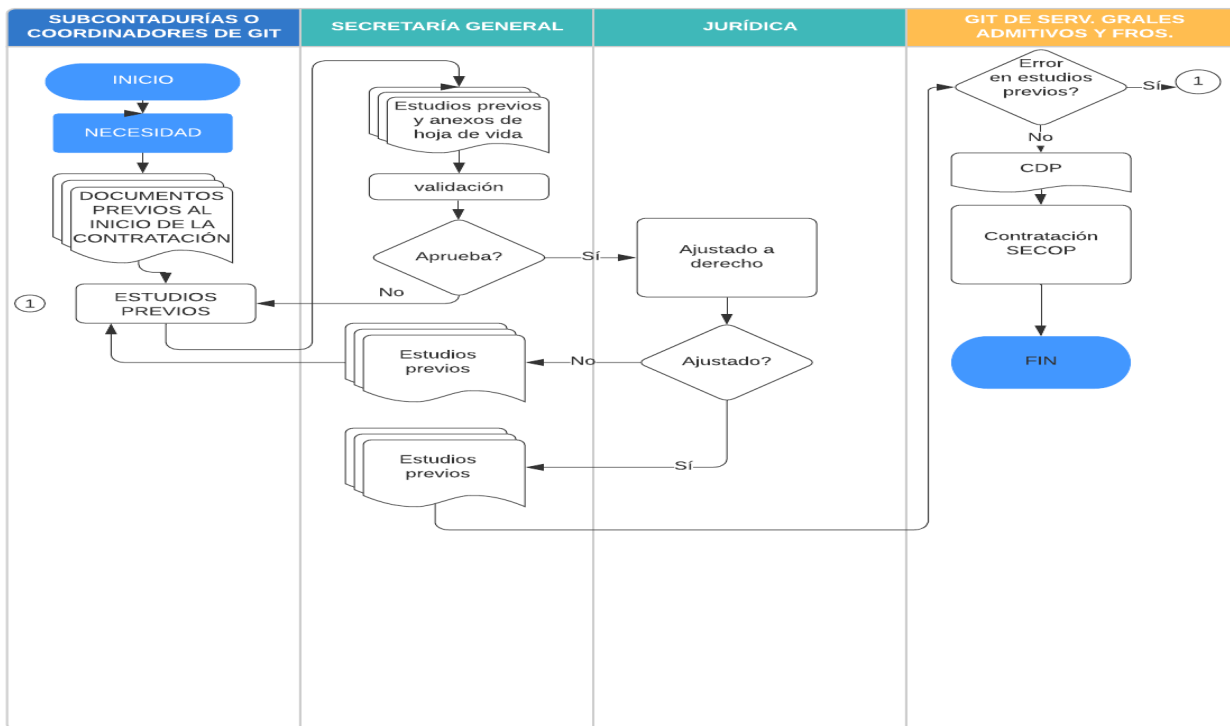 SUBCONTADURÍAS O
COORDINADORES DE GIT
SECRETARÍA GENERAL
JURÍDICA
GIT DE SERV. GRALES
ADMITIVOS Y FROS.
INICIO
NECESIDAD
DOCUMENTOS
PREVIOS AL
INICIO DE LA
CONTRATACIÓN
ESTUDIOS
PREVIOS
1
Estudios previos
y anexos de
hoja de vida
validación
Aprueba?
Sí
No
Estudios
previos
Estudios
previos
Ajustado a
derecho
Ajustado?
No
Sí
Error
en estudios
previos?
Sí
1
No
CDP
Contratación
SECOP
FIN